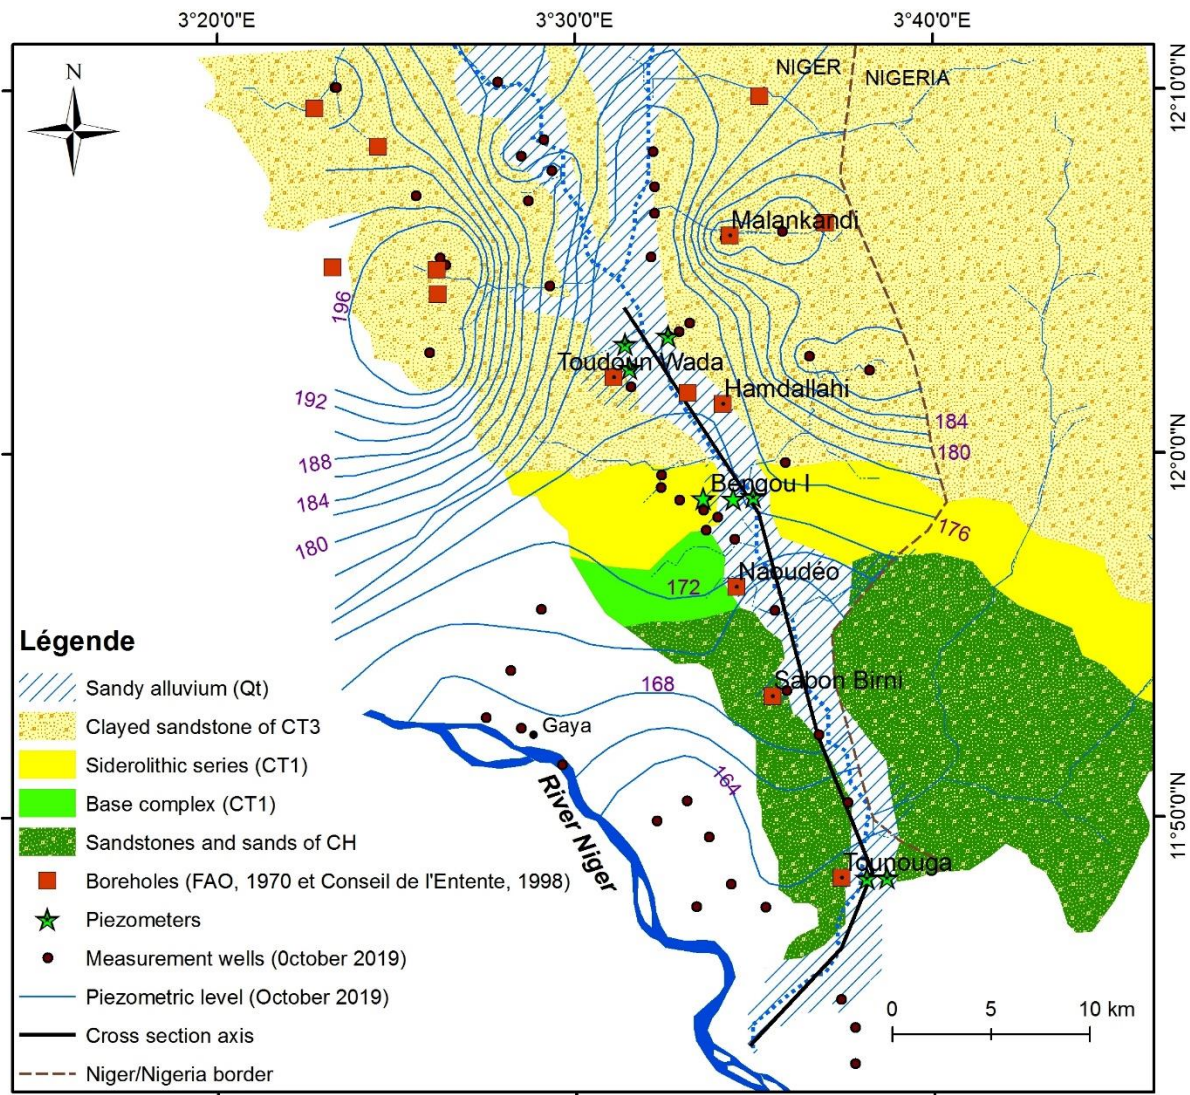 3°20'0"E
3°30'0"E
3°40'0"E
N
NIGER
NIGERIA
12°10'0"N
Malankandi
196
Toudoun Wada
Hamdallahi
192
184
180
12°0'0"N
188
Bengou I
184
176
180
Naoudéo
172
Légende
Sabon Birni
168
Sandy alluvium (Qt)
Clayed sandstone of CT3
Gaya
Siderolithic series (CT1)
164
River Niger
Base complex (CT1)
11°50'0"N
Sandstones and sands of CH
Tounouga
Boreholes (FAO, 1970 et Conseil de l'Entente, 1998)
Piezometers
Measurement wells (0ctober 2019)
Piezometric level (October 2019)
0 5 10 km
Cross section axis
Niger/Nigeria border